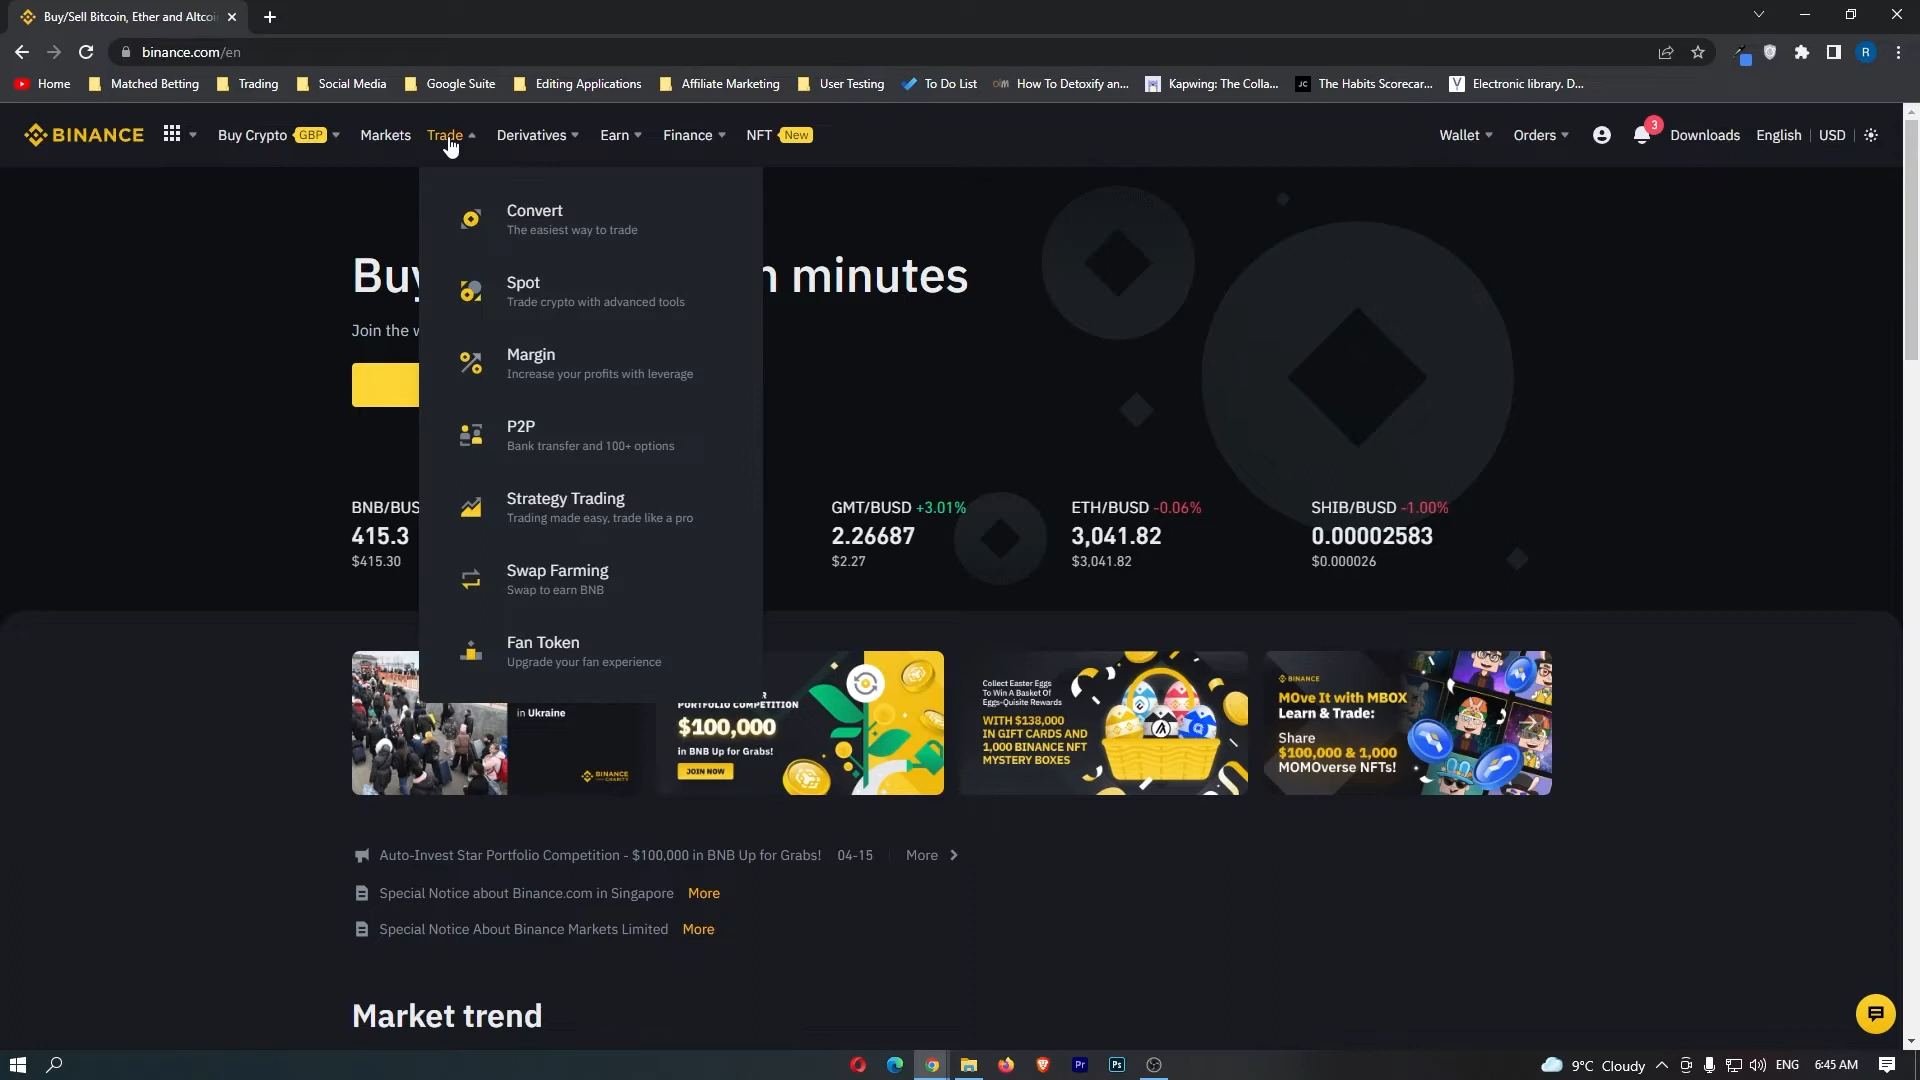 Buy/Sell Bitcoin, Ether and Altcoi
binance.com/en
R
Home Matched Betting Trading Social Media Google Suite Editing Applications Affiliate Marketing User Testing To Do List How To Detoxify an... Kapwing: The Colla... JC The Habits Scorecar... Electronic library. D...
BINANCE Buy Crypto GBP Markets Trade Derivatives Earn Finance NFT New Wallet Orders 3 Downloads English USD
Convert
The easiest way to trade
Spot
Trade crypto with advanced tools
Margin
Increase your profits with leverage
P2P
Bank transfer and 100+ options
Strategy Trading
Trading made easy, trade like a pro
Swap Farming
Swap to earn BNB
Fan Token
Upgrade your fan experience
Buy minutes
Join the
BNB/BUS GMT/BUSD +3.01% ETH/BUSD -0.06% SHIB/BUSD -1.00%
415.3 2.26687 3,041.82 0.00002583
$415.30 $2.27 $3,041.82 $0.000026
in Ukraine
BINANCE
CHARITY
PORTFOLIO COMPETITION
$100,000
in BNB Up for Grabs!
JOIN NOW
Collect Easter Eggs
To Win A Basket Of
Eggs-Quisite Rewards
WITH $138,000
IN GIFT CARDS AND
1,000 BINANCE NFT
MYSTERY BOXES
BINANCE
MOve It with MBOX
Learn & Trade:
Share
$100,000 & 1,000
MOMOverse NFTs!
Auto-Invest Star Portfolio Competition - $100,000 in BNB Up for Grabs! 04-15 More
Special Notice about Binance.com in Singapore More
Special Notice About Binance Markets Limited More
Market trend
Pr Ps 9°C Cloudy ENG 6:45 AM